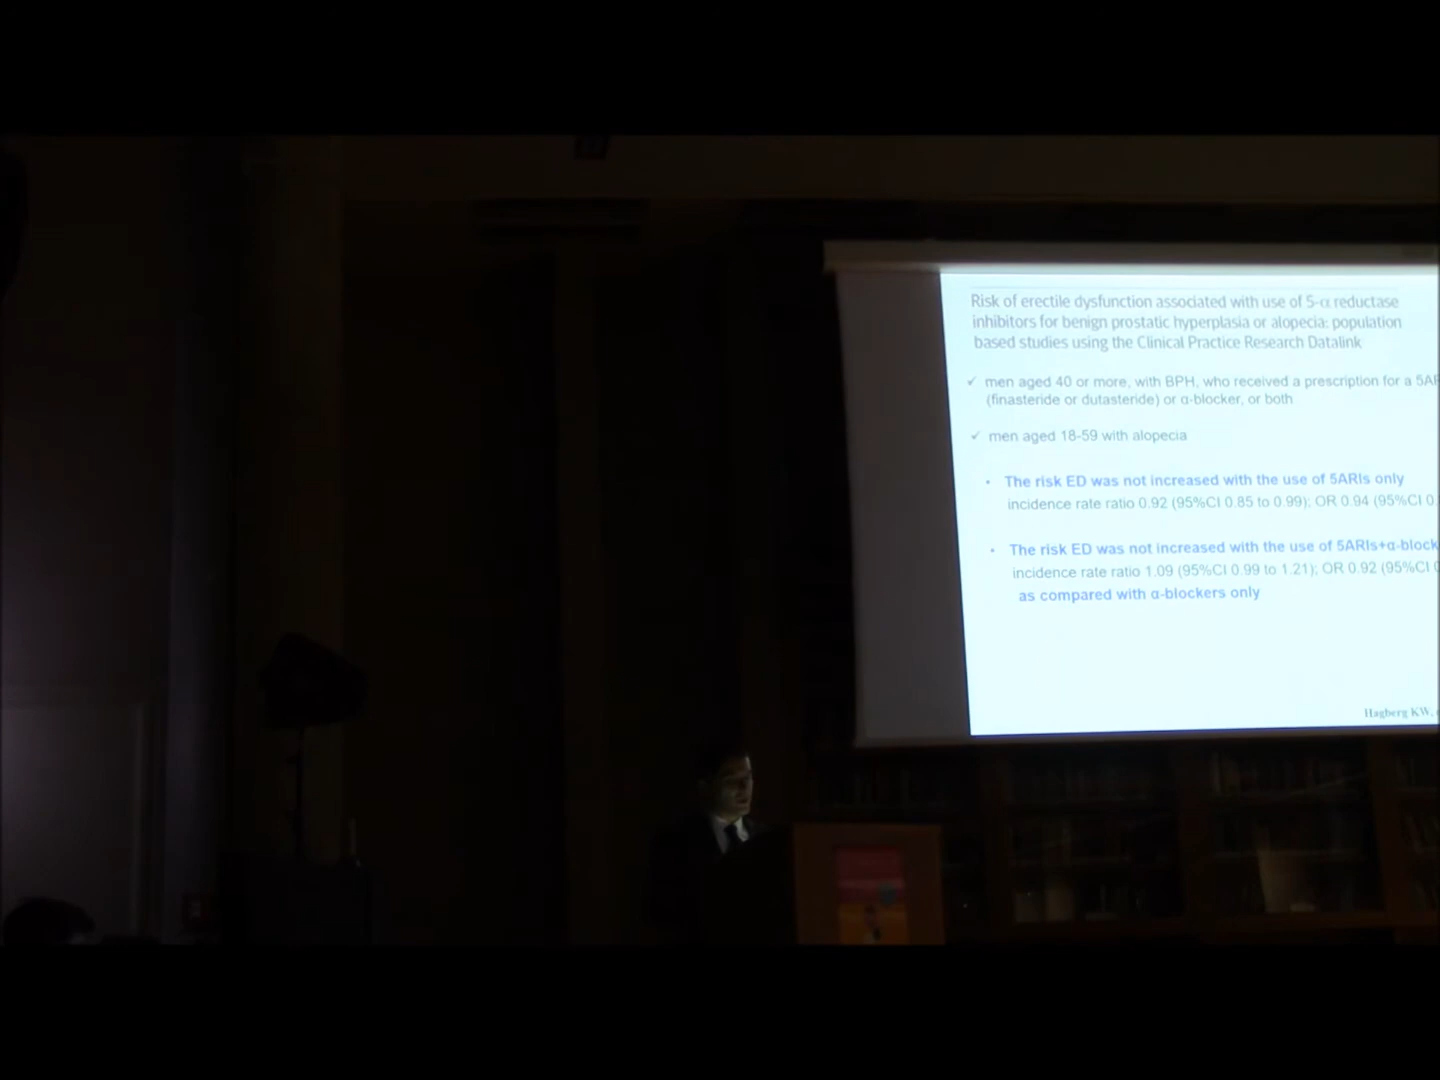 Risk of erectile dysfunction associated with use of 5-α reductase
inhibitors for benign prostatic hyperplasia or alopecia: population
based studies using the Clinical Practice Research Datalink
✓ men aged 40 or more, with BPH, who received a prescription for a
(finasteride or dutasteride) or α-blocker, or both
✓ men aged 18-59 with alopecia
• The risk ED was not increased with the use of 5ARIs only
incidence rate ratio 0.92 (95%CI 0.85 to 0.99); OR 0.94 (95%CI 0.
• The risk ED was not increased with the use of 5ARIs+α-block
incidence rate ratio 1.09 (95%CI 0.99 to 1.21); OR 0.92 (95%CI
as compared with α-blockers only
Hagberg KW,